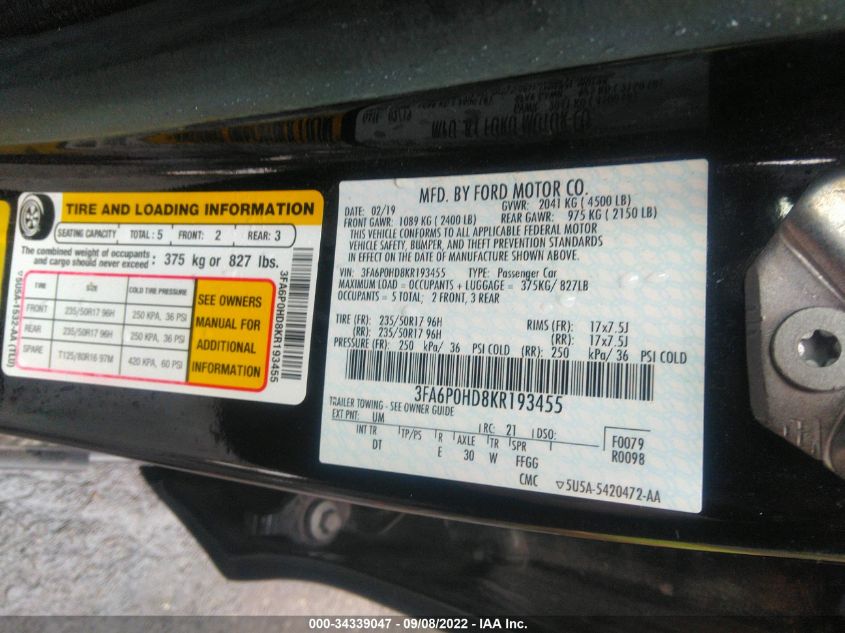 TIRE AND LOADING INFORMATION
SEATING CAPACITY TOTAL : 5 FRONT: 2 REAR: 3
The combined weight of occupants
and cargo should never exceed : 375 kg or 827 lbs.
TIRE SIZE COLD TIRE PRESSURE
FRONT 235/50R17 96H 250 KPA, 36 PSI
REAR 235/50R17 96H 250 KPA, 36 PSI
SPARE T125/80R16 97M 420 KPA, 60 PSI
SEE OWNERS
MANUAL FOR
ADDITIONAL
INFORMATION
5U5A-1532-AA (TLU)
3FA6P0HD8KR193455
MFD. BY FORD MOTOR CO.
DATE: 02/19 GVWR: 2041 KG ( 4500 LB)
FRONT GAWR: 1089 KG ( 2400 LB) REAR GAWR: 975 KG ( 2150 LB)
THIS VEHICLE CONFORMS TO ALL APPLICABLE FEDERAL MOTOR
VEHICLE SAFETY, BUMPER, AND THEFT PREVENTION STANDARDS
IN EFFECT ON THE DATE OF MANUFACTURE SHOWN ABOVE.
VIN: 3FA6P0HD8KR193455 TYPE: Passenger Car
MAXIMUM LOAD = OCCUPANTS + LUGGAGE = 375KG/ 827LB
OCCUPANTS = 5 TOTAL: 2 FRONT, 3 REAR
TIRE (FR): 235/50R17 96H RIMS (FR): 17x7.5J
(RR): 235/50R17 96H (RR): 17x7.5J
PRESSURE (FR): 250 kPa/ 36 PSI COLD (RR): 250 kPa/ 36 PSI COLD
3FA6P0HD8KR193455
TRAILER TOWING - SEE OWNER GUIDE
EXT PNT: UM RC: 21 DSO: F0079
R0098
INT TR TP/PS R AXLE TR SPR
DT E 30 W FFGG
CMC 5U5A-5420472-AA
000-34339047 - 09/08/2022 - IAA Inc.